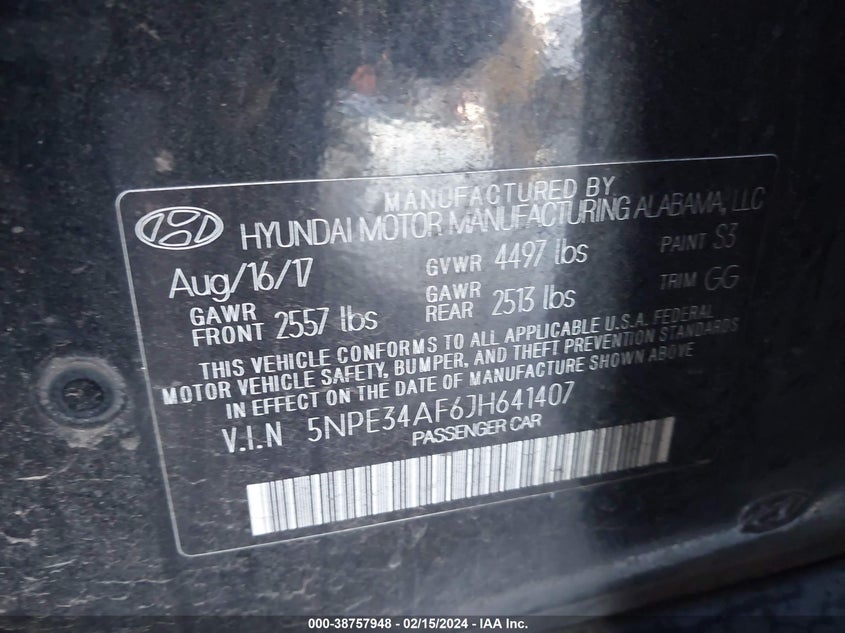 MANUFACTURED BY
HYUNDAI MOTOR MANUFACTURING ALABAMA, LLC
Aug/16/17 GVWR 4497 lbs PAINT S3
GAWR FRONT 2557 lbs GAWR REAR 2513 lbs TRIM GG
THIS VEHICLE CONFORMS TO ALL APPLICABLE U.S.A. FEDERAL
MOTOR VEHICLE SAFETY, BUMPER, AND THEFT PREVENTION STANDARDS
IN EFFECT ON THE DATE OF MANUFACTURE SHOWN ABOVE
V.I.N 5NPE34AF6JH641407
PASSENGER CAR
000-38757948 - 02/15/2024 - IAA Inc.